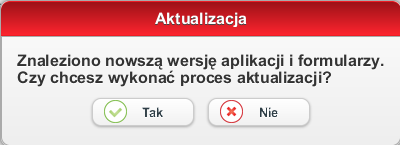 Aktualizacja
Znaleziono nowszą wersję aplikacji i formularzy.
Czy chcesz wykonać proces aktualizacji?
Tak Nie